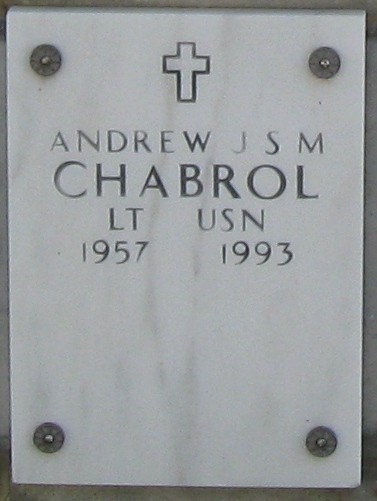 ANDREW J S M
CHABROL
LT USN
1957 1993